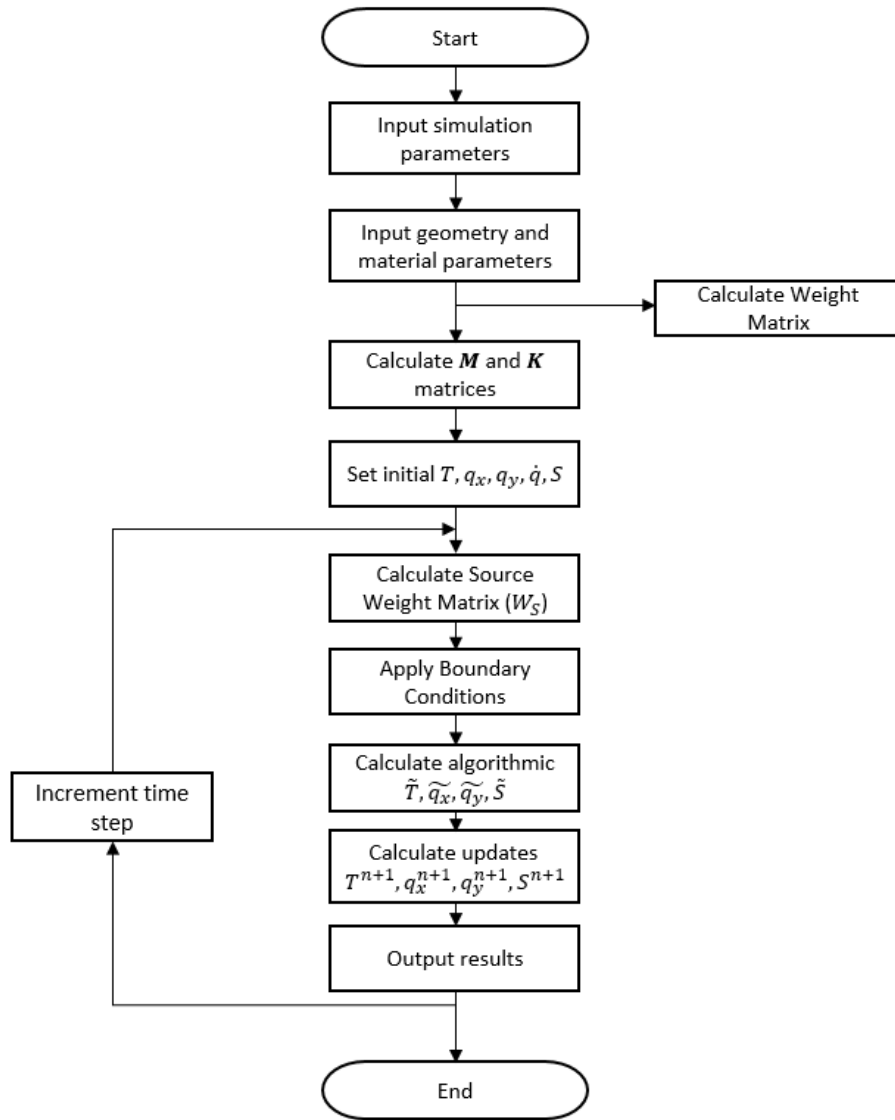 Start
Input simulation
parameters
Input geometry and
material parameters
Calculate Weight
Matrix
Calculate M and K
matrices
Set initial T, q_x, q_y, q̇, S
Calculate Source
Weight Matrix (W_S)
Apply Boundary
Conditions
Calculate algorithmic
T̃, q̃_x, q̃_y, S̃
Increment time
step
Calculate updates
T^{n+1}, q_x^{n+1}, q_y^{n+1}, S^{n+1}
Output results
End